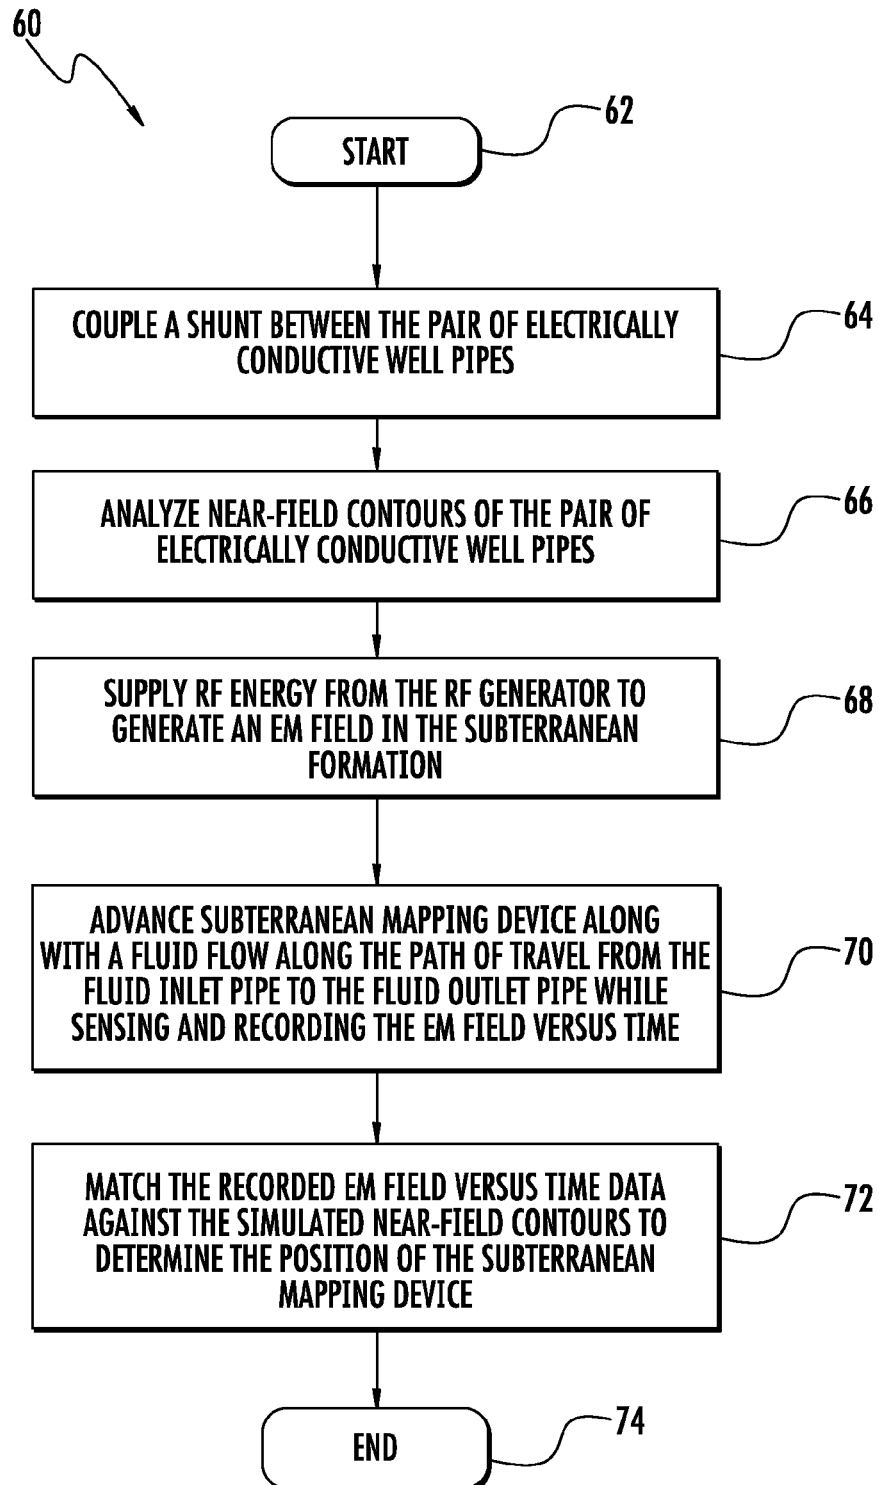 60
START
62
COUPLE A SHUNT BETWEEN THE PAIR OF ELECTRICALLY
CONDUCTIVE WELL PIPES
64
ANALYZE NEAR-FIELD CONTOURS OF THE PAIR OF
ELECTRICALLY CONDUCTIVE WELL PIPES
66
SUPPLY RF ENERGY FROM THE RF GENERATOR TO
GENERATE AN EM FIELD IN THE SUBTERRANEAN
FORMATION
68
ADVANCE SUBTERRANEAN MAPPING DEVICE ALONG
WITH A FLUID FLOW ALONG THE PATH OF TRAVEL FROM THE
FLUID INLET PIPE TO THE FLUID OUTLET PIPE WHILE
SENSING AND RECORDING THE EM FIELD VERSUS TIME
70
MATCH THE RECORDED EM FIELD VERSUS TIME DATA
AGAINST THE SIMULATED NEAR-FIELD CONTOURS TO
DETERMINE THE POSITION OF THE SUBTERRANEAN
MAPPING DEVICE
72
END
74